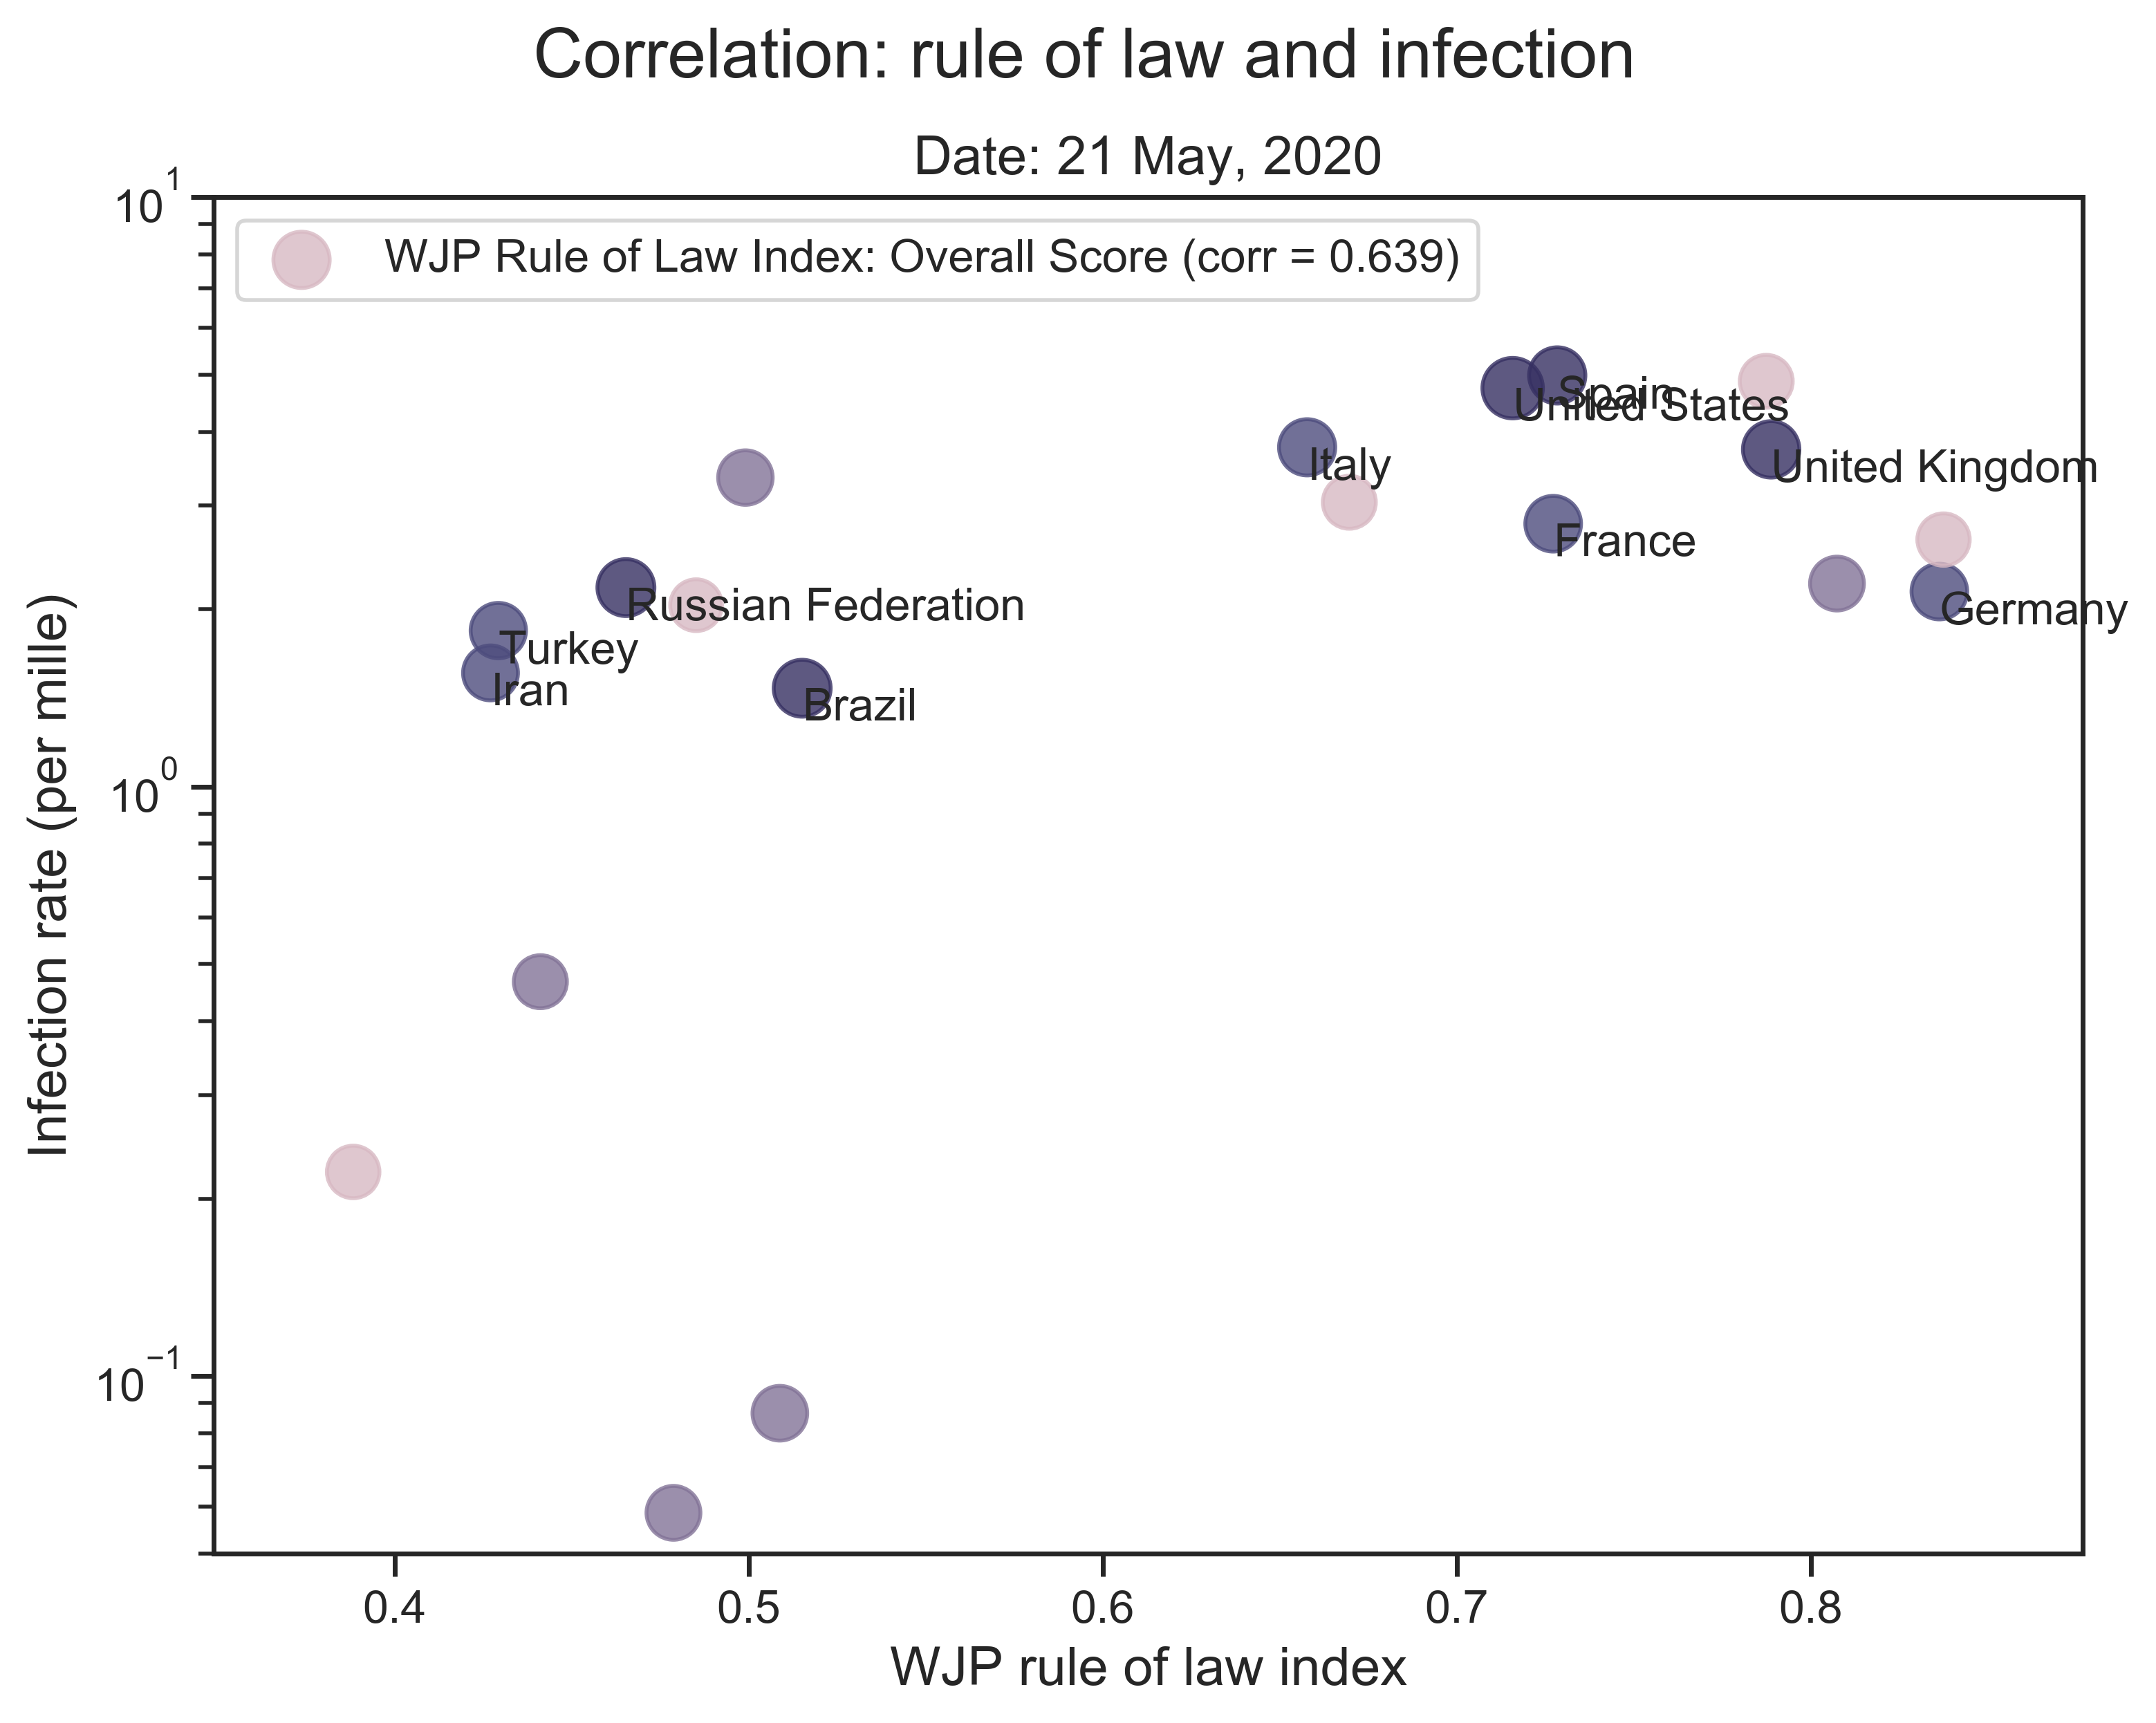 Correlation: rule of law and infection
Date: 21 May, 2020
10^1
WJP Rule of Law Index: Overall Score (corr = 0.639)
Spain
United States
Italy
United Kingdom
France
Russian Federation
Germany
Turkey
Iran
Brazil
10^0
Infection rate (per mille)
10^−1
0.4 0.5 0.6 0.7 0.8
WJP rule of law index